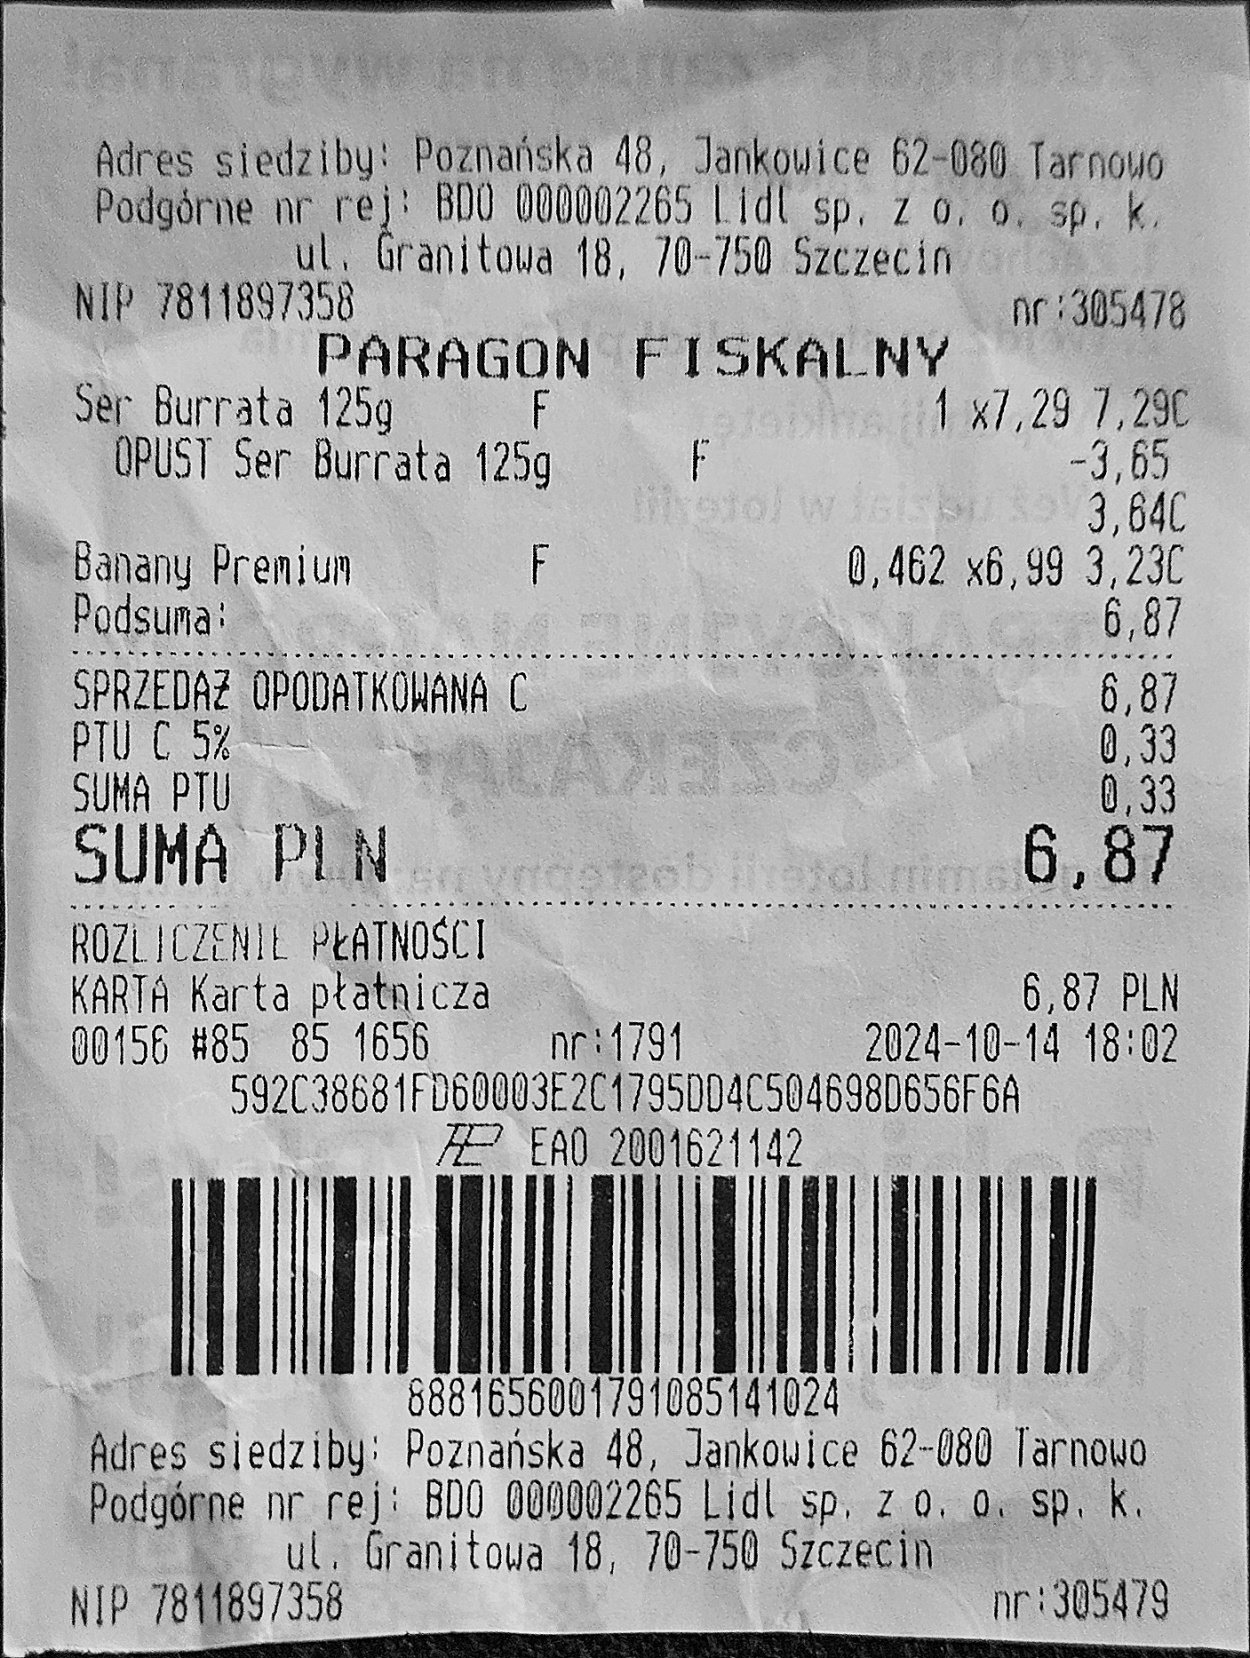 Adres siedziby: Poznańska 48, Jankowice 62-080 Tarnowo
Podgórne nr rej: BDO 000002265 Lidl sp. z o. o. sp. k.
ul. Granitowa 18, 70-750 Szczecin
NIP 7811897358 nr:305478
PARAGON FISKALNY
Ser Burrata 125g F 1 x7,29 7,29C
OPUST Ser Burrata 125g F -3,65
3,64C
Banany Premium F 0,462 x6,99 3,23C
Podsuma: 6,87
SPRZEDAŻ OPODATKOWANA C 6,87
PTU C 5% 0,33
SUMA PTU 0,33
SUMA PLN 6,87
ROZLICZENIE PŁATNOŚCI
KARTA Karta płatnicza 6,87 PLN
00156 #85 85 1656 nr:1791 2024-10-14 18:02
592C38681FD60003E2C1795DD4C504698D656F6A
EAO 2001621142
8881656001791085141024
Adres siedziby: Poznańska 48, Jankowice 62-080 Tarnowo
Podgórne nr rej: BDO 000002265 Lidl sp. z o. o. sp. k.
ul. Granitowa 18, 70-750 Szczecin
NIP 7811897358 nr:305479